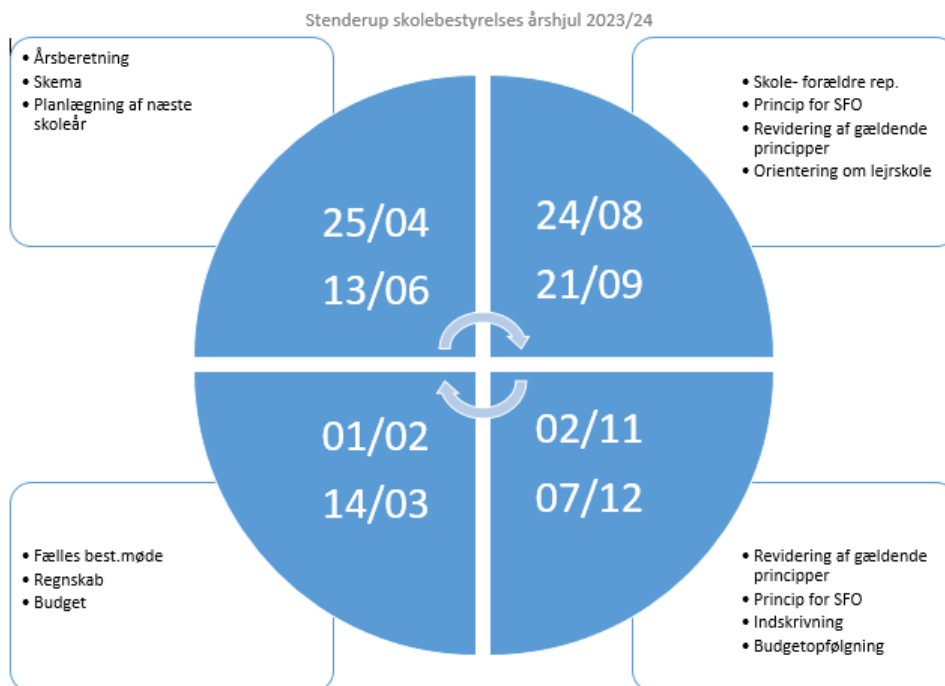 Stenderup skolebestyrelses årshjul 2023/24
• Årsberetning
• Skema
• Planlægning af næste
skoleår
• Skole- forældre rep.
• Princip for SFO
• Revidering af gældende
principper
• Orientering om lejrskole
25/04
13/06
24/08
21/09
01/02
14/03
02/11
07/12
• Fælles best.møde
• Regnskab
• Budget
• Revidering af gældende
principper
• Princip for SFO
• Indskrivning
• Budgetopfølgning